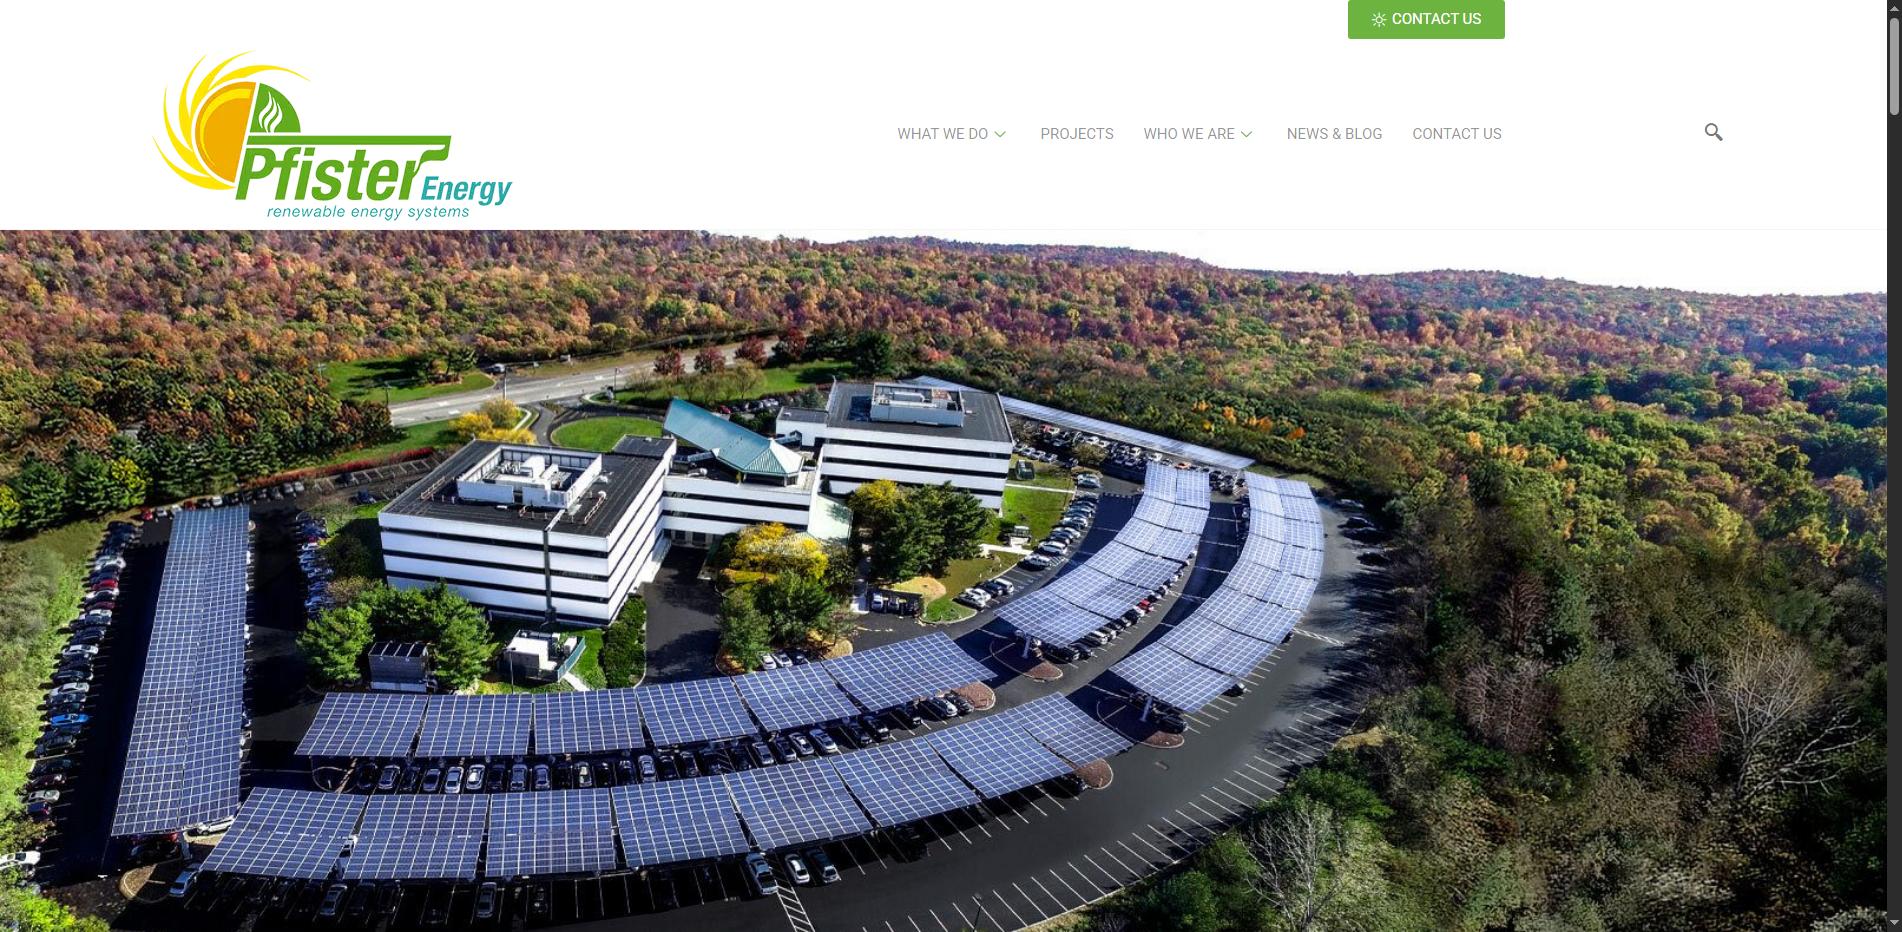 CONTACT US
Pfister Energy
renewable energy systems
WHAT WE DO
PROJECTS
WHO WE ARE
NEWS & BLOG
CONTACT US